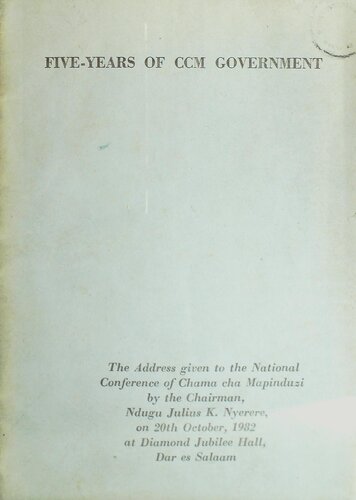 FIVE-YEARS OF CCM GOVERNMENT
The Address given to the National
Conference of Chama cha Mapinduzi
by the Chairman,
Ndugu Julius K. Nyerere,
on 20th October, 1982
at Diamond Jubilee Hall,
Dar es Salaam